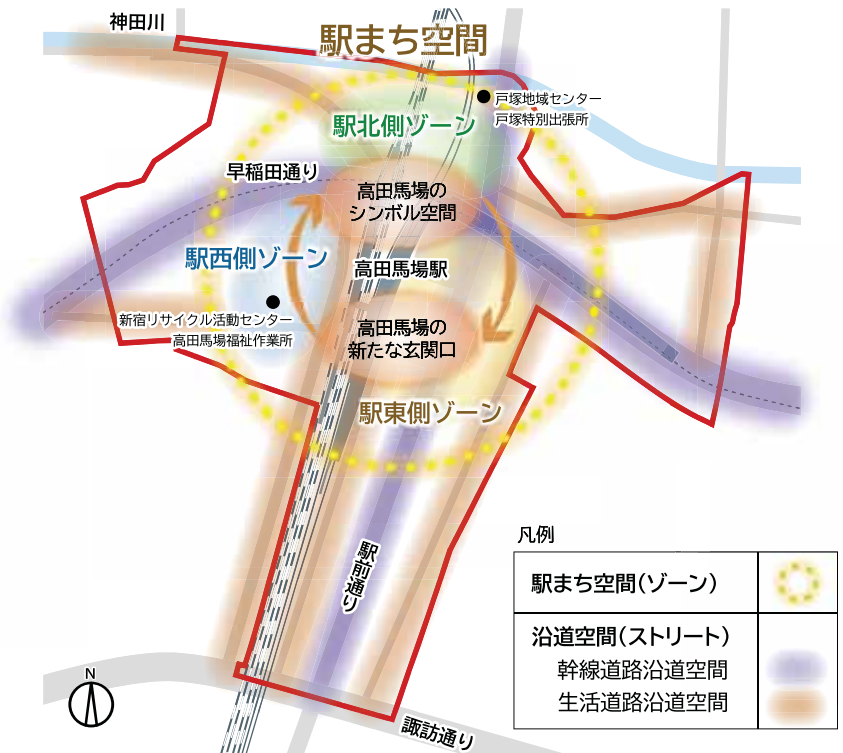 神田川
駅まち空間
戸塚地域センター
戸塚特別出張所
駅北側ゾーン
早稲田通り
高田馬場の
シンボル空間
駅西側ゾーン
高田馬場駅
新宿リサイクル活動センター
高田馬場福祉作業所
高田馬場の
新たな玄関口
駅東側ゾーン
駅前通り
諏訪通り
N
凡例
駅まち空間(ゾーン)
沿道空間(ストリート)
幹線道路沿道空間
生活道路沿道空間